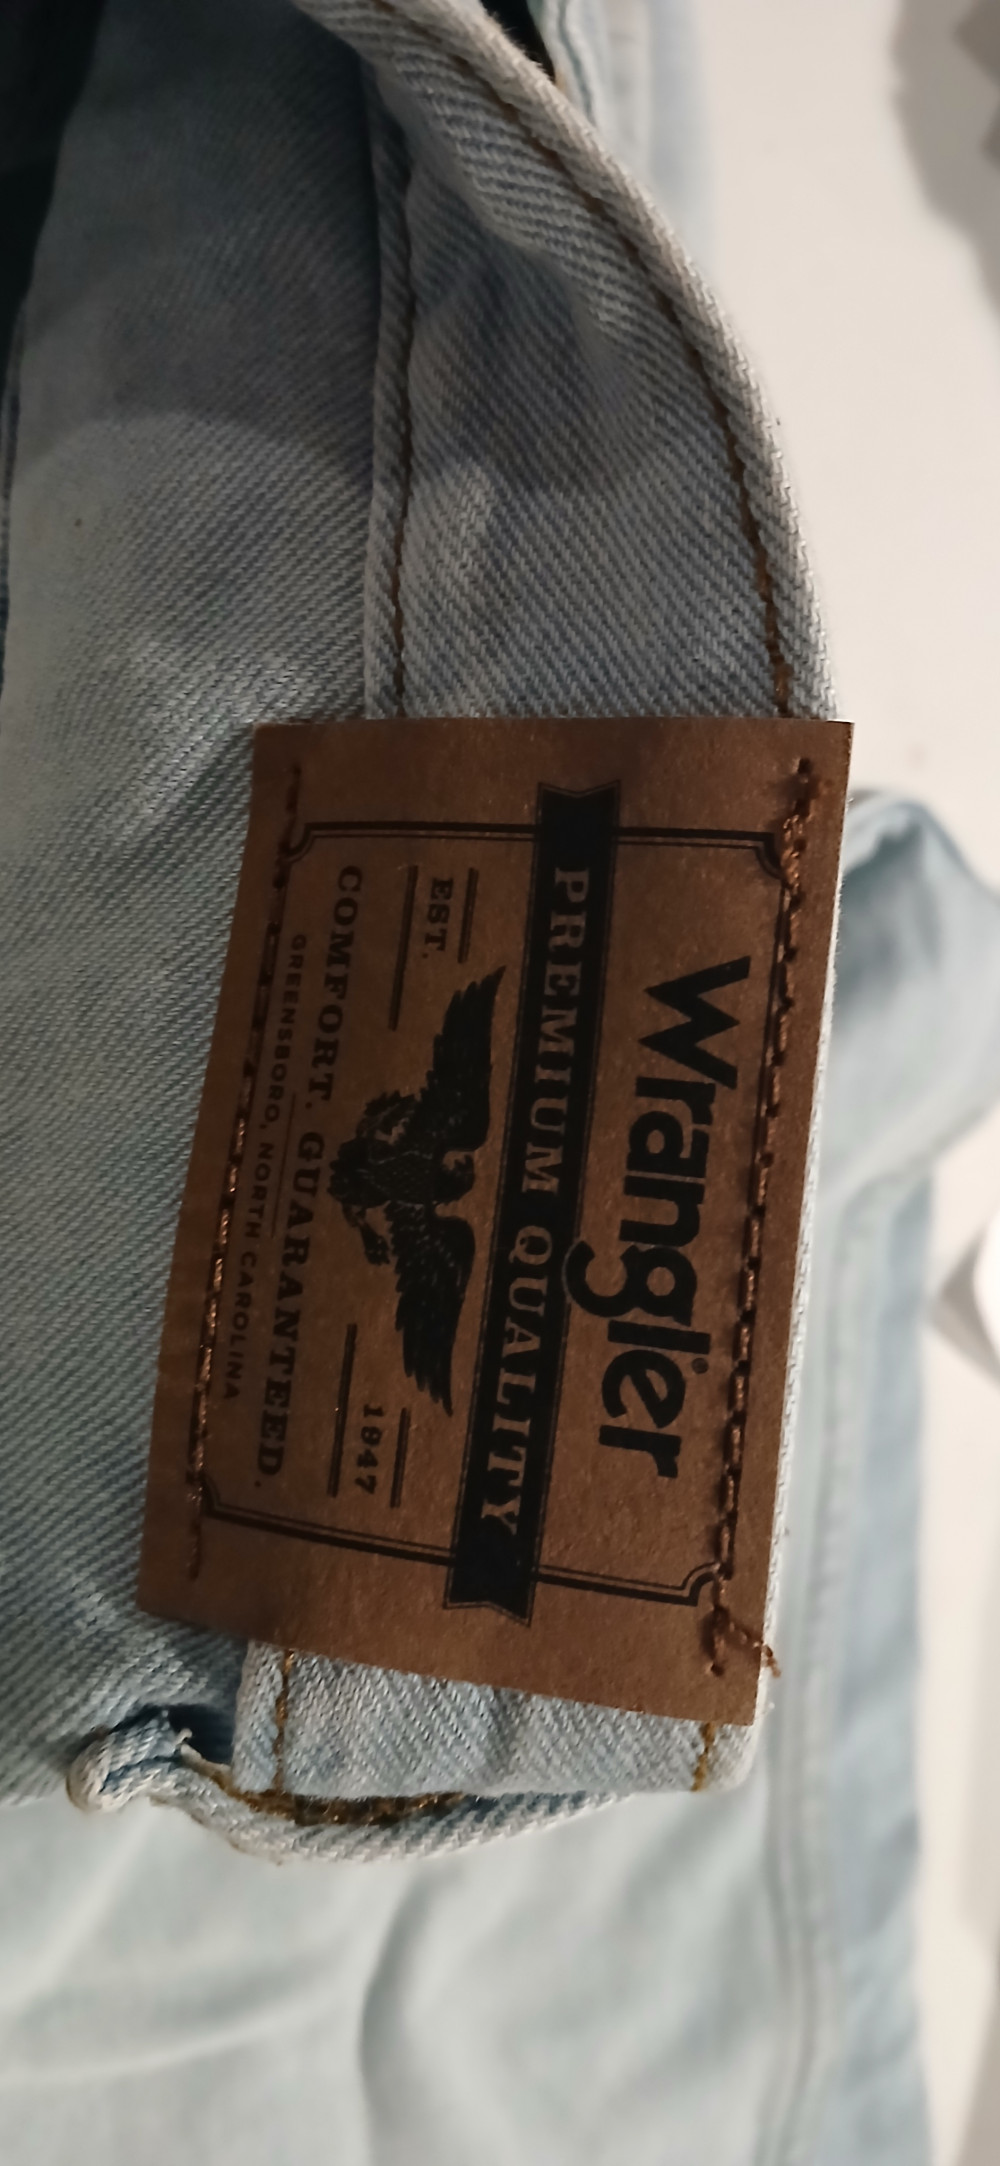 Wrangler
PREMIUM QUALITY
EST. 1947
COMFORT. GUARANTEED.
GREENSBORO, NORTH CAROLINA